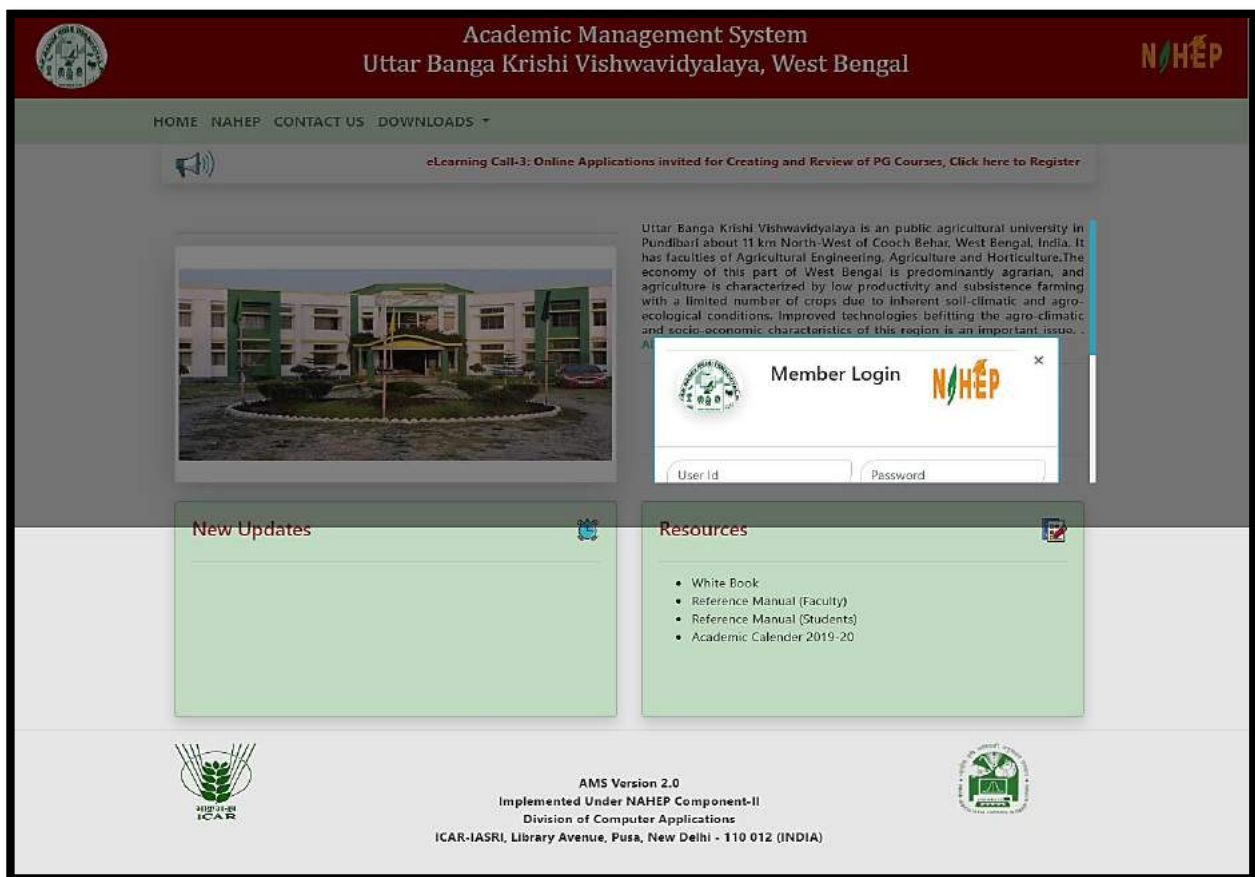 Academic Management System
Uttar Banga Krishi Vishwavidyalaya, West Bengal
NAHEP
HOME NAHEP CONTACT US DOWNLOADS
eLearning Call-3: Online Applications invited for Creating and Review of PG Courses, Click here to Register
Uttar Banga Krishi Vishwavidyalaya is an public agricultural university in
Pundibari about 11 km North-West of Cooch Behar, West Bengal, India. It
has faculties of Agricultural Engineering, Agriculture and Horticulture.The
economy of this part of West Bengal is predominantly agrarian, and
agriculture is characterized by low productivity and subsistence farming
with a limited number of crops due to inherent soil-climatic and agro-
ecological conditions. Improved technologies befitting the agro-climatic
and socio-economic characteristics of this region is an important issue. .
Member Login
NAHEP
×
User Id
Password
New Updates
Resources
White Book
Reference Manual (Faculty)
Reference Manual (Students)
Academic Calender 2019-20
ICAR
AMS Version 2.0
Implemented Under NAHEP Component-II
Division of Computer Applications
ICAR-IASRI, Library Avenue, Pusa, New Delhi - 110 012 (INDIA)